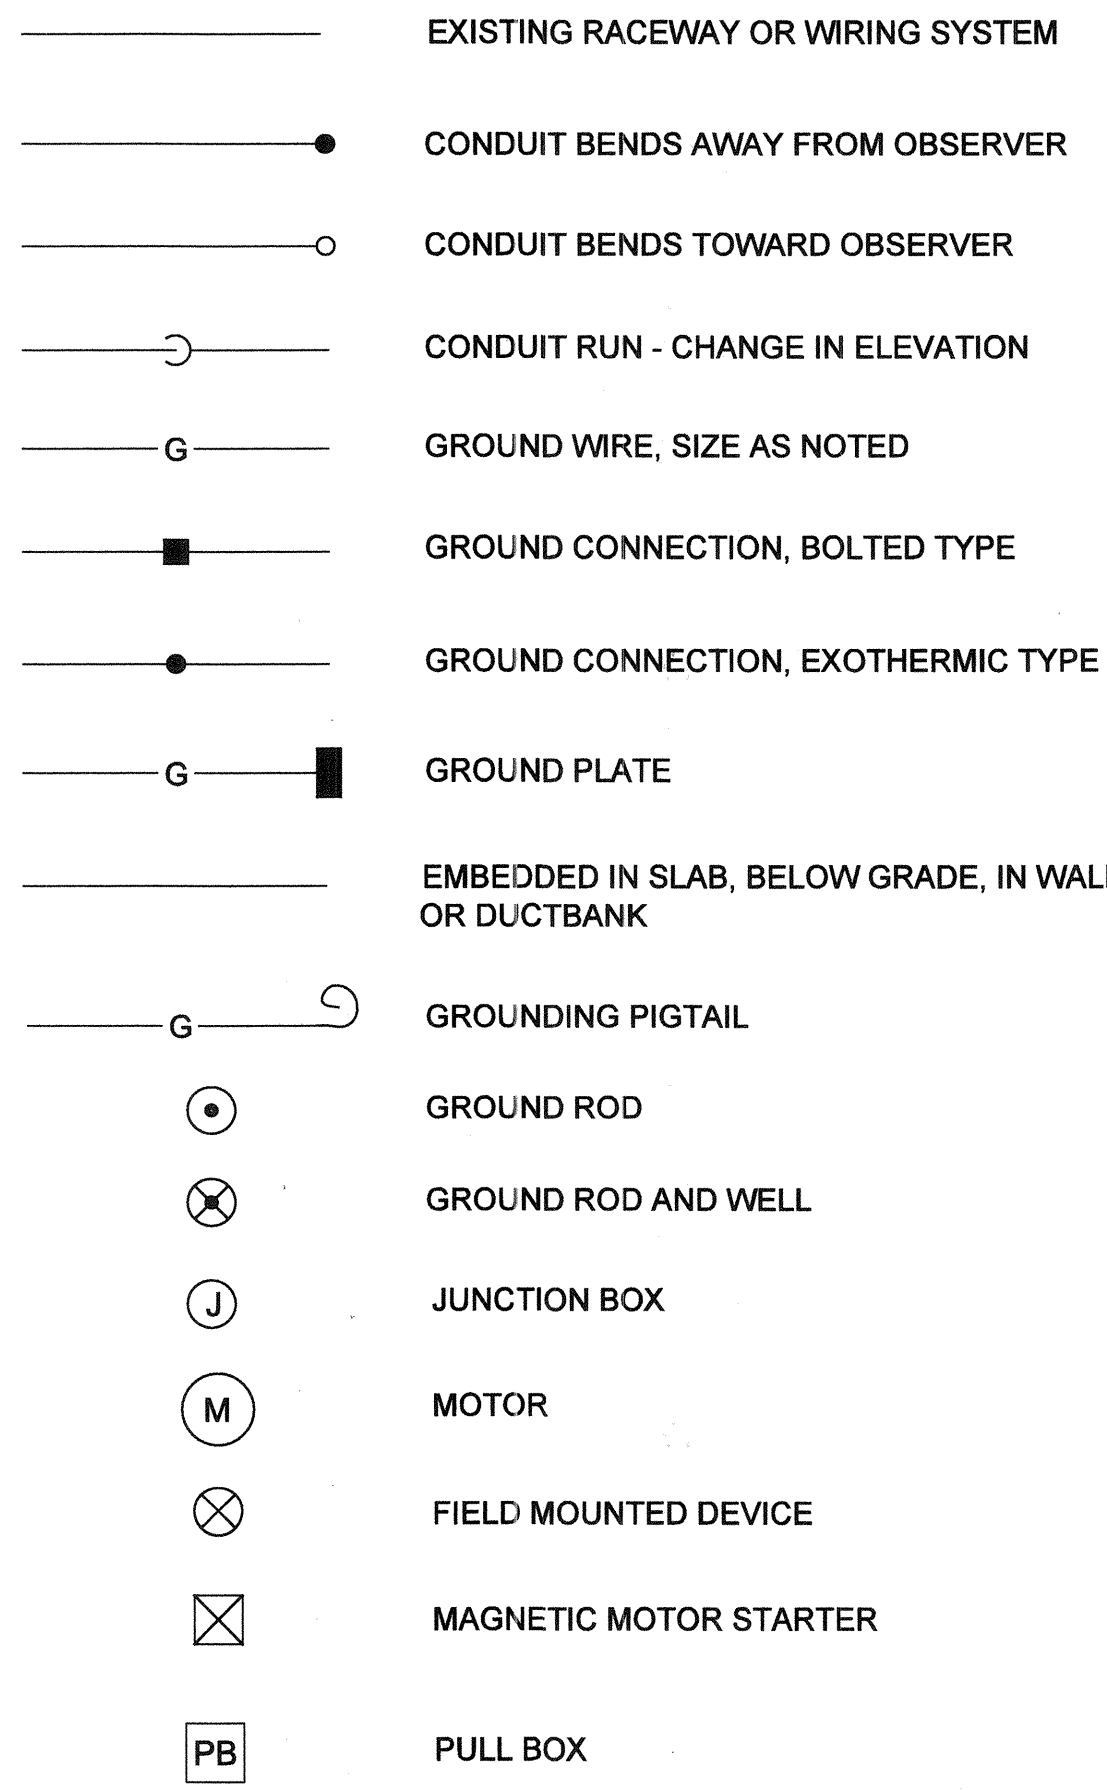 EXISTING RACEWAY OR WIRING SYSTEM
CONDUIT BENDS AWAY FROM OBSERVER
CONDUIT BENDS TOWARD OBSERVER
CONDUIT RUN - CHANGE IN ELEVATION
G GROUND WIRE, SIZE AS NOTED
GROUND CONNECTION, BOLTED TYPE
GROUND CONNECTION, EXOTHERMIC TYPE
G GROUND PLATE
EMBEDDED IN SLAB, BELOW GRADE, IN
OR DUCTBANK
G GROUNDING PIGTAIL
GROUND ROD
GROUND ROD AND WELL
J JUNCTION BOX
M MOTOR
FIELD MOUNTED DEVICE
MAGNETIC MOTOR STARTER
PB PULL BOX